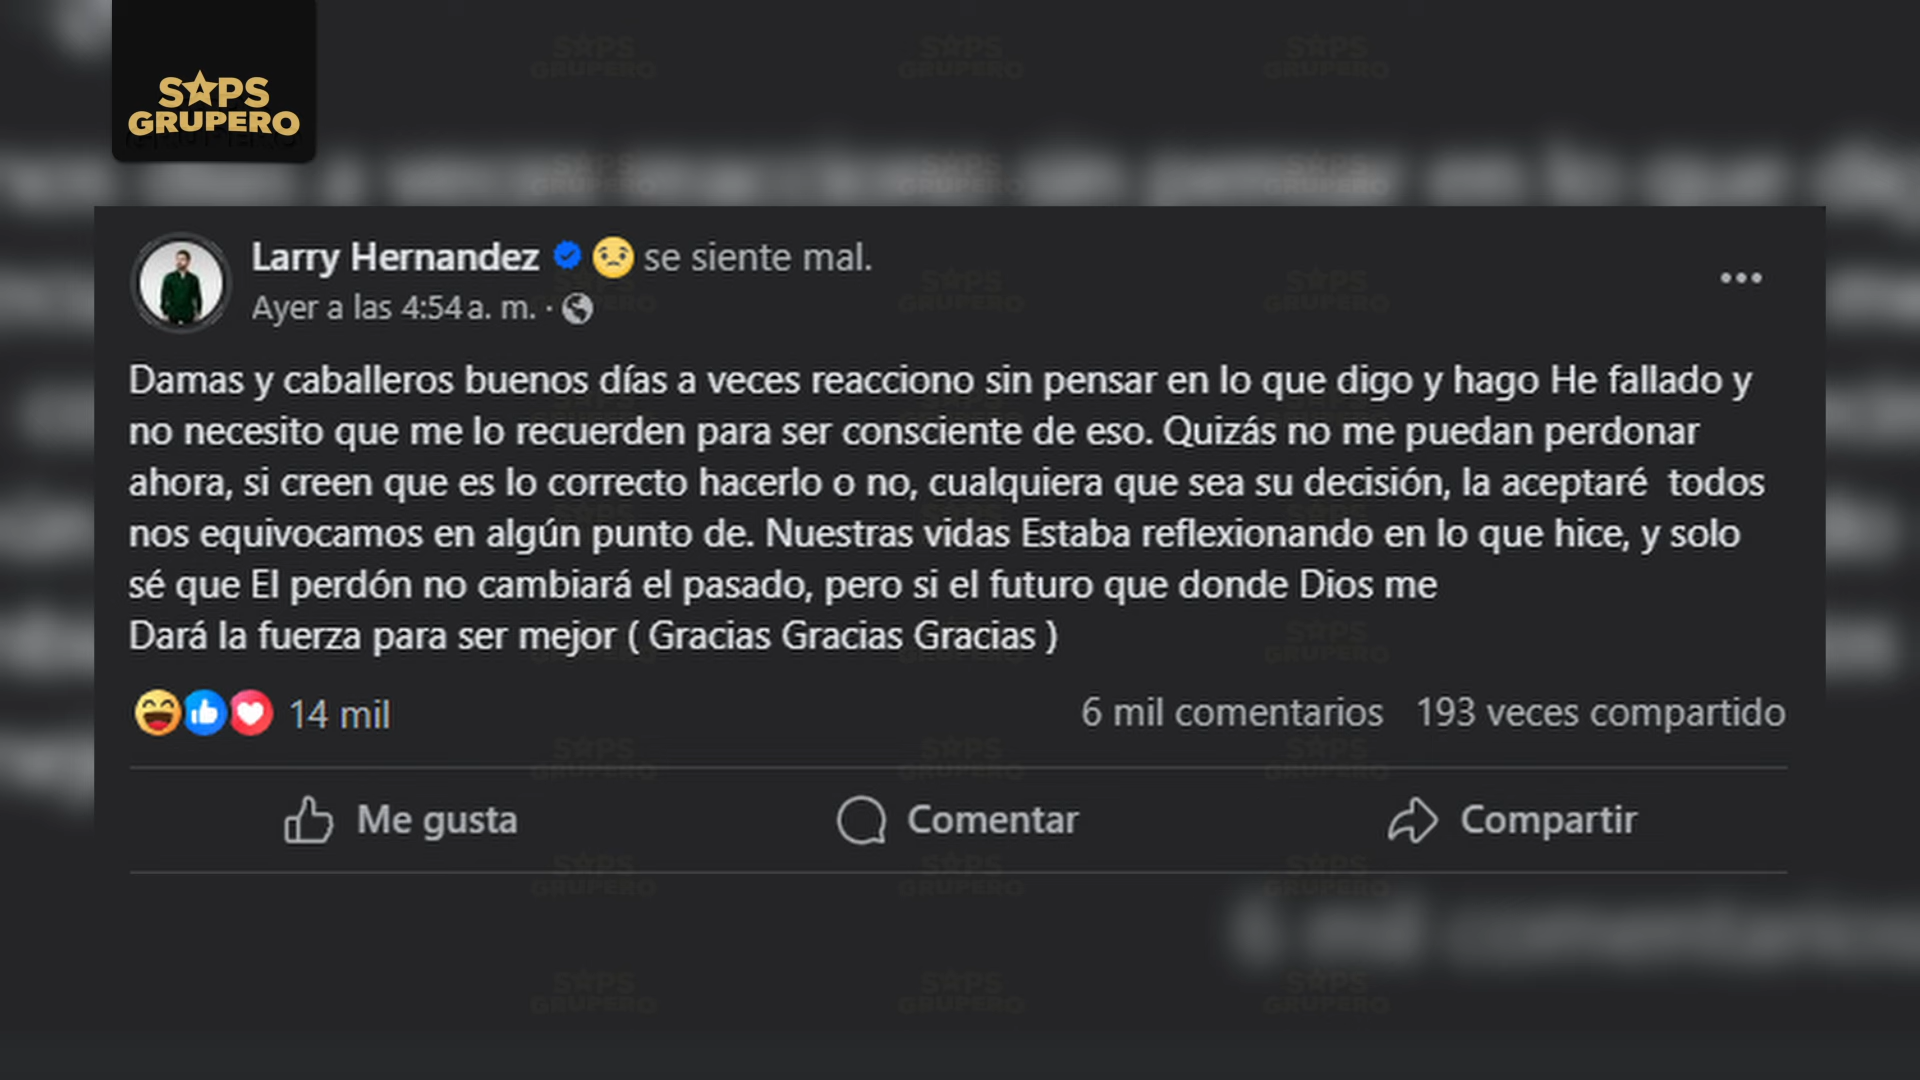 SAPS
GRUPERO
Larry Hernandez se siente mal.
Ayer a las 4:54 a. m. ·
Damas y caballeros buenos días a veces reacciono sin pensar en lo que digo y hago He fallado y
no necesito que me lo recuerden para ser consciente de eso. Quizás no me puedan perdonar
ahora, si creen que es lo correcto hacerlo o no, cualquiera que sea su decisión, la aceptaré  todos
nos equivocamos en algún punto de. Nuestras vidas Estaba reflexionando en lo que hice, y solo
sé que El perdón no cambiará el pasado, pero si el futuro que donde Dios me
Dará la fuerza para ser mejor ( Gracias Gracias Gracias )
14 mil
6 mil comentarios 193 veces compartido
Me gusta Comentar Compartir
6 mil comentarios